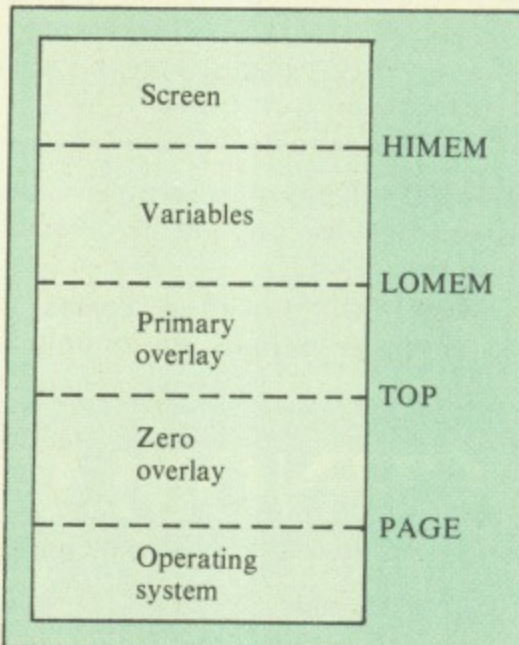 Screen
HIMEM
Variables
LOMEM
Primary
overlay
TOP
Zero
overlay
PAGE
Operating
system